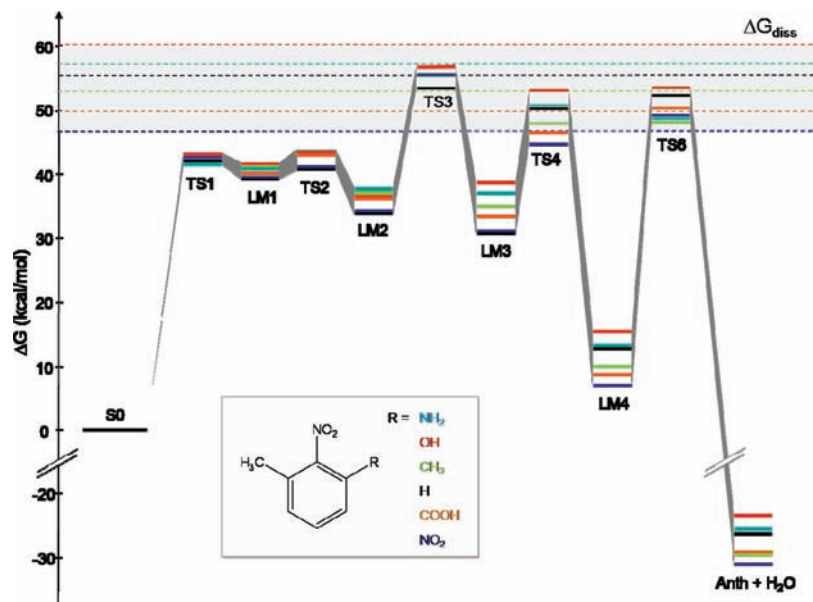 ΔG_diss
60
50
40
30
20
10
0
-20
-30
ΔG (kcal/mol)
S0
TS1
LM1
TS2
LM2
TS3
LM3
TS4
LM4
TS6
Anth + H₂O
NO₂
H₃C
R
R = NH₂
OH
CH₃
H
COOH
NO₂